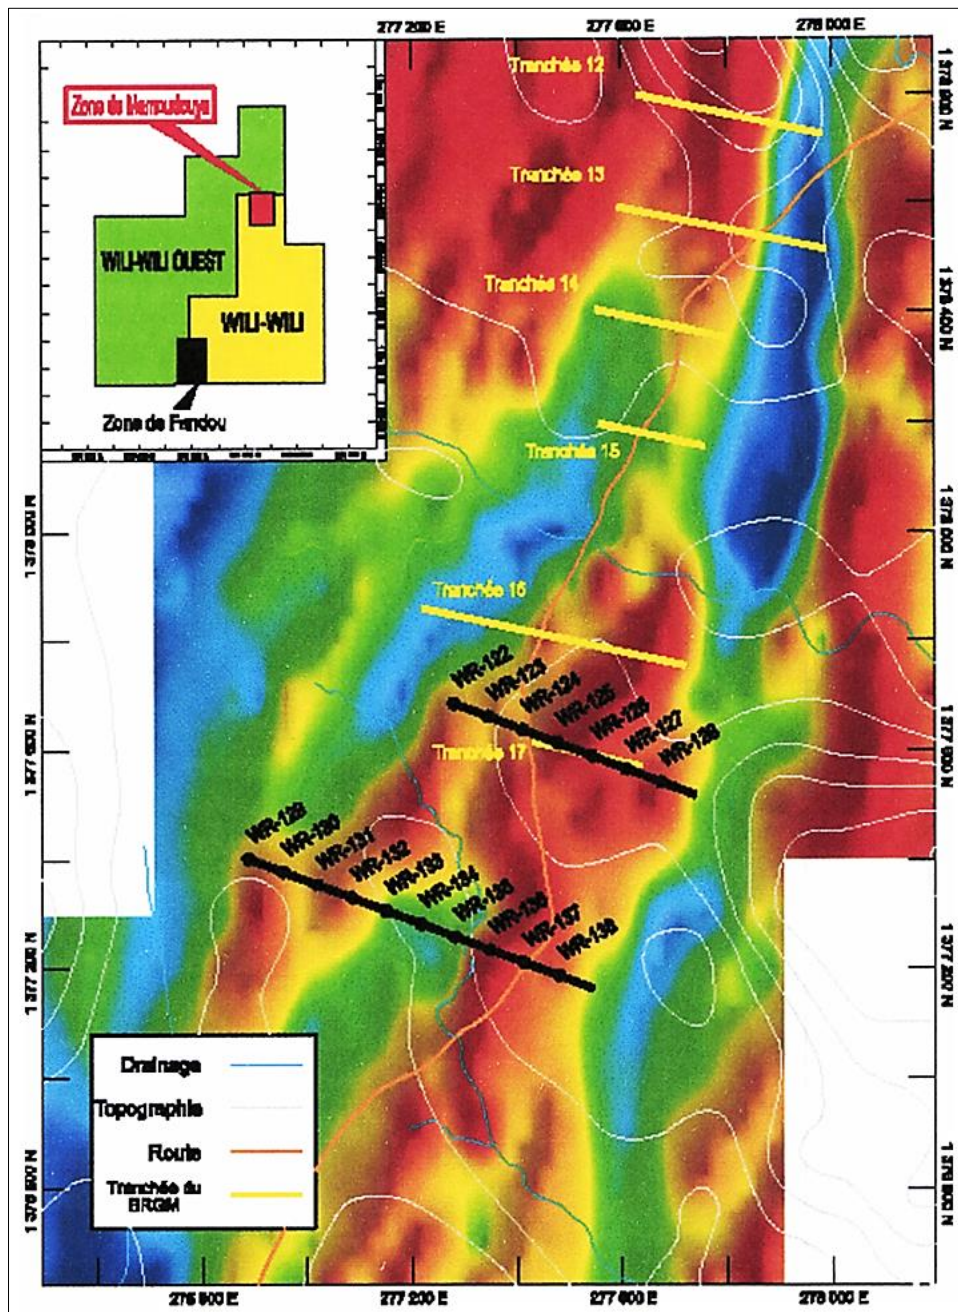 277 200 E
277 600 E
278 000 E
Tranchée 12
Zone de Mamoudouya
Tranchée 13
WILI-WILI OUEST
Tranchée 14
WILI-WILI
1 378 400 N
Zone de Fandou
Tranchée 15
1 378 000 N
1 378 000 N
Tranchée 16
WR-122
WR-123
WR-124
WR-125
WR-126
WR-127
WR-128
Tranchée 17
1 377 600 N
1 377 600 N
WR-129
WR-130
WR-131
WR-132
WR-133
WR-134
WR-135
WR-136
WR-137
WR-138
1 377 200 N
1 377 200 N
Drainage
Topographie
Route
Tranchée du
BRGM
1 376 800 N
1 376 800 N
276 800 E
277 200 E
277 600 E
278 000 E